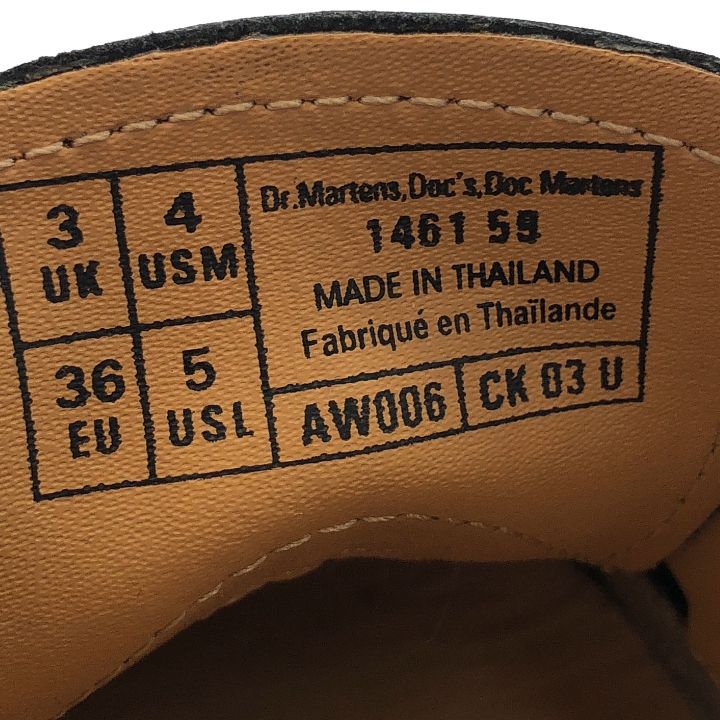 3
UK
4
USM
36
EU
5
USL
Dr.Martens,Doc's,Doc Martens
1461 59
MADE IN THAILAND
Fabriqué en Thaïlande
AW006
CK 03 U